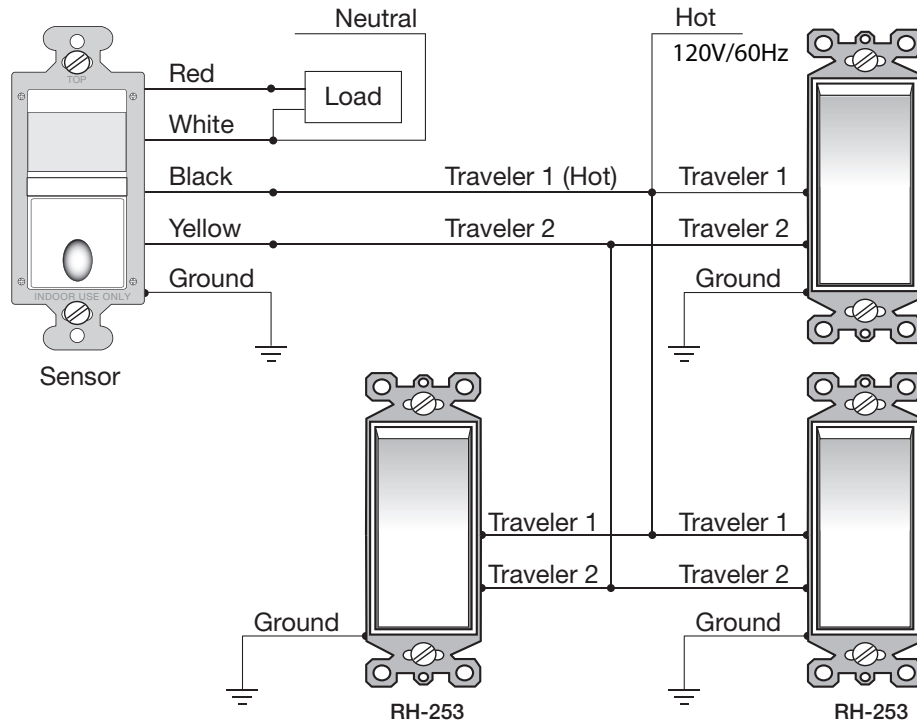 Neutral
Hot
120V/60Hz
TOP
Red
Load
White
Black
Traveler 1 (Hot)
Traveler 1
Yellow
Traveler 2
Traveler 2
Ground
Ground
INDOOR USE ONLY
Sensor
Traveler 1
Traveler 1
Traveler 2
Traveler 2
Ground
Ground
RH-253
RH-253